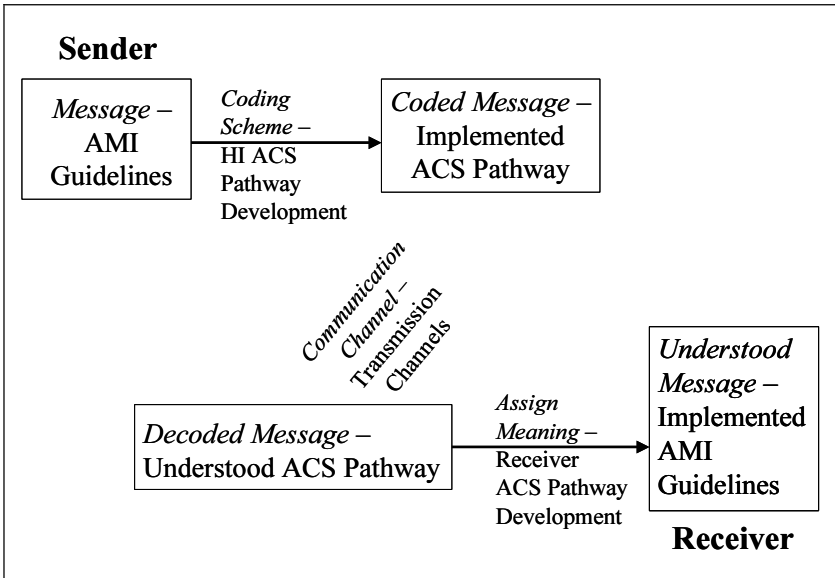 Sender
Message –
AMI
Guidelines
Coding
Scheme –
HI ACS
Pathway
Development
Coded Message –
Implemented
ACS Pathway
Communication
Channel –
Transmission
Channels
Decoded Message –
Understood ACS Pathway
Assign
Meaning –
Receiver
ACS Pathway
Development
Understood
Message –
Implemented
AMI
Guidelines
Receiver